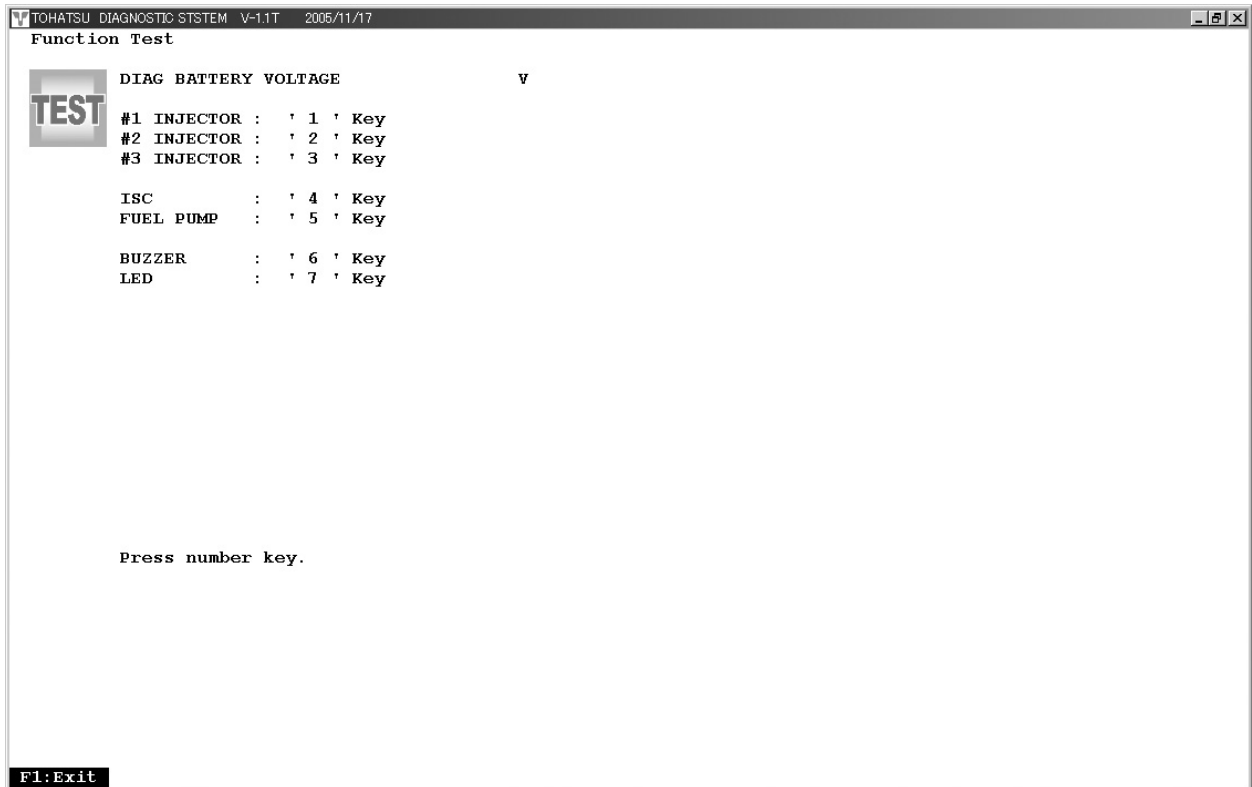 TOHATSU DIAGNOSTIC STSTEM V-1.1T 2005/11/17
Function Test
TEST
DIAG BATTERY VOLTAGE V
#1 INJECTOR : ' 1 ' Key
#2 INJECTOR : ' 2 ' Key
#3 INJECTOR : ' 3 ' Key
ISC : ' 4 ' Key
FUEL PUMP : ' 5 ' Key
BUZZER : ' 6 ' Key
LED : ' 7 ' Key
Press number key.
F1:Exit